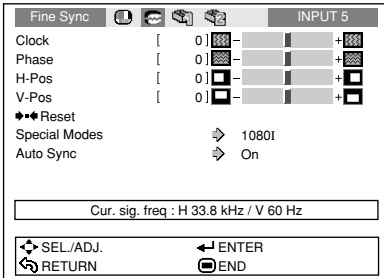 Fine Sync INPUT 5
Clock [ 0 ] - +
Phase [ 0 ] - +
H-Pos [ 0 ] - +
V-Pos [ 0 ] - +
Reset
Special Modes 1080I
Auto Sync On
Cur. sig. freq : H 33.8 kHz / V 60 Hz
SEL./ADJ. ENTER
RETURN END